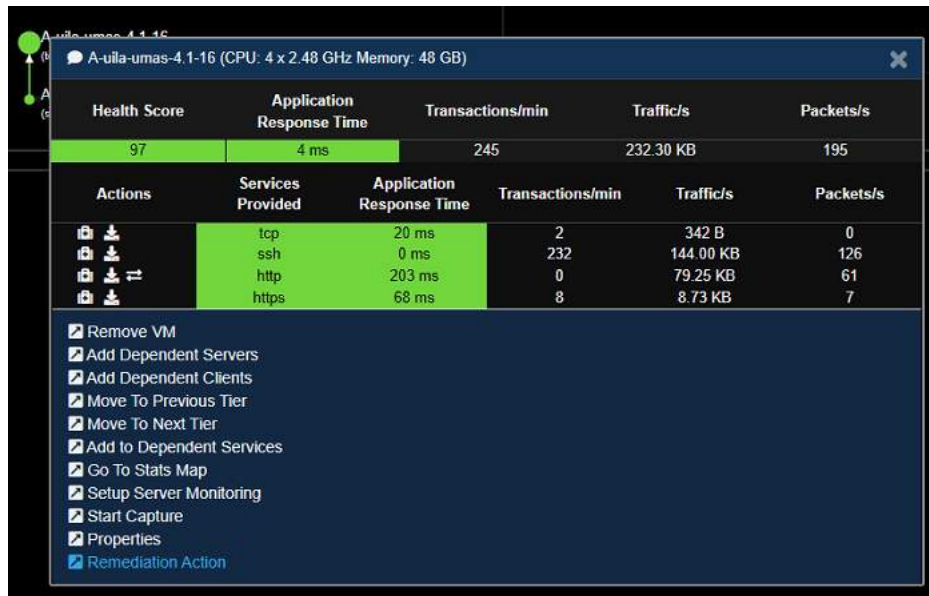 A-uila-umas-4.1-16
A-uila-umas-4.1-16 (CPU: 4 x 2.48 GHz Memory: 48 GB)
Health Score Application Response Time Transactions/min Traffic/s Packets/s
97 4 ms 245 232.30 KB 195
Actions Services Provided Application Response Time Transactions/min Traffic/s Packets/s
tcp 20 ms 2 342 B 0
ssh 0 ms 232 144.00 KB 126
http 203 ms 0 79.25 KB 61
https 68 ms 8 8.73 KB 7
Remove VM
Add Dependent Servers
Add Dependent Clients
Move To Previous Tier
Move To Next Tier
Add to Dependent Services
Go To Stats Map
Setup Server Monitoring
Start Capture
Properties
Remediation Action